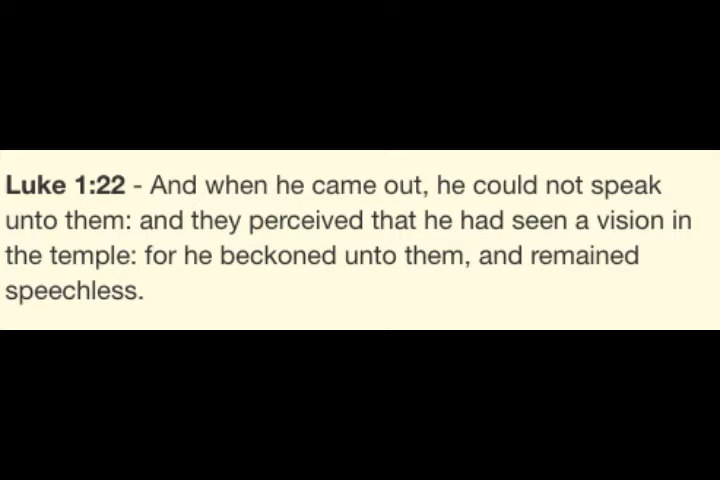 Luke 1:22 - And when he came out, he could not speak
unto them: and they perceived that he had seen a vision in
the temple: for he beckoned unto them, and remained
speechless.